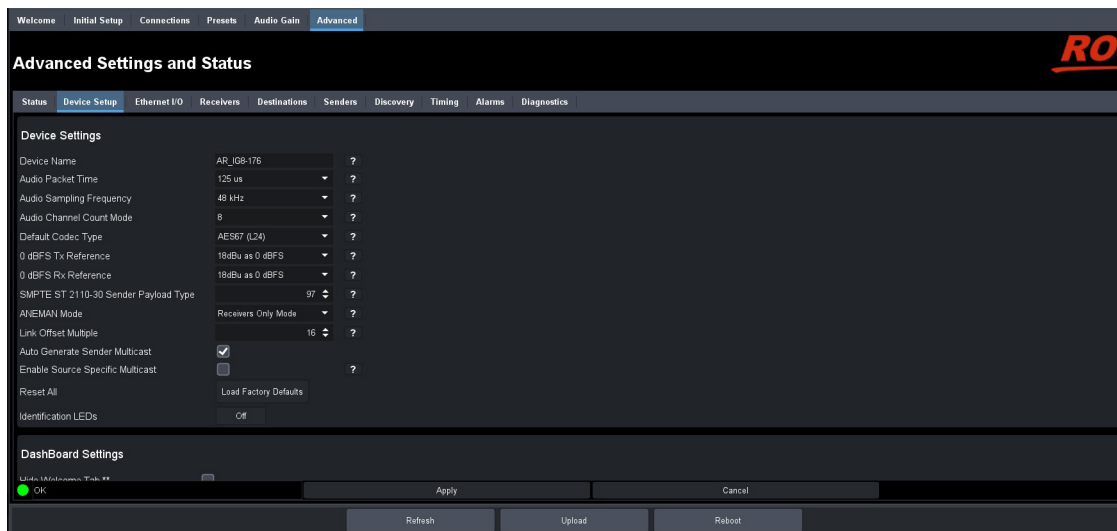 Welcome Initial Setup Connections Presets Audio Gain Advanced
Advanced Settings and Status
RO
Status Device Setup Ethernet I/O Receivers Destinations Senders Discovery Timing Alarms Diagnostics
Device Settings
Device Name AR_IG8-176 ?
Audio Packet Time 125 us ?
Audio Sampling Frequency 48 kHz ?
Audio Channel Count Mode 8 ?
Default Codec Type AES67 (L24) ?
0 dBFS Tx Reference 18dBu as 0 dBFS ?
0 dBFS Rx Reference 18dBu as 0 dBFS ?
SMPTE ST 2110-30 Sender Payload Type 97 ?
ANEMAN Mode Receivers Only Mode ?
Link Offset Multiple 16 ?
Auto Generate Sender Multicast
Enable Source Specific Multicast ?
Reset All Load Factory Defaults
Identification LEDs Off
DashBoard Settings
Hide Welcome Tab **
OK Apply Cancel
Refresh Upload Reboot